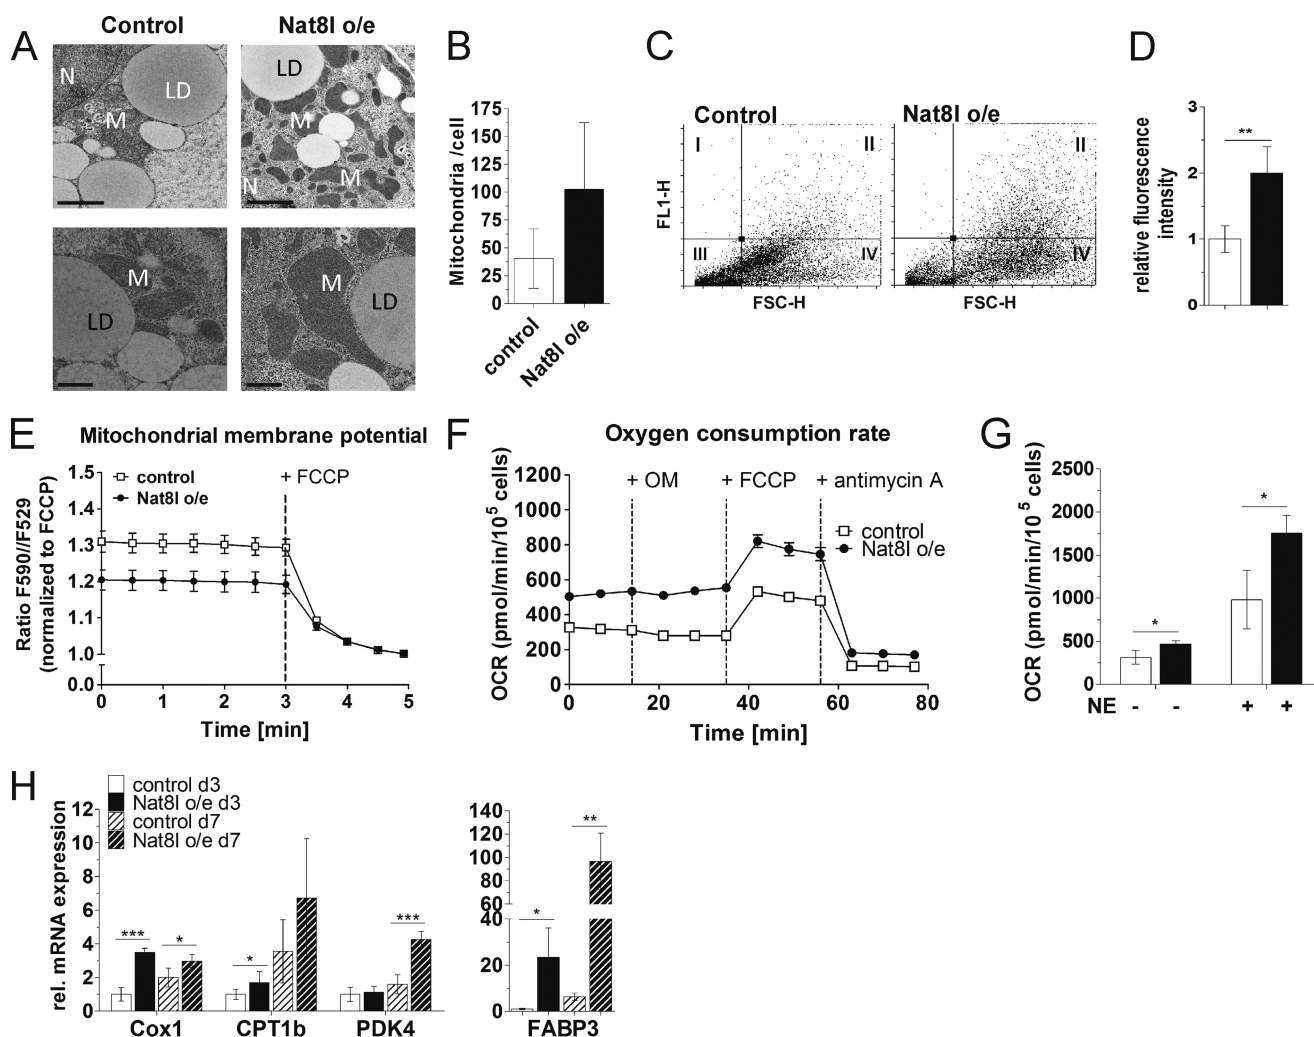 A
Control
Nat8l o/e
N
LD
M
LD
M
N
M
M
LD
M
LD
B
Mitochondria /cell
175
150
125
100
75
50
25
0
control
Nat8l o/e
C
Control
Nat8l o/e
I
II
III
IV
II
IV
FL1-H
FSC-H
FSC-H
D
relative fluorescence
intensity
3
2
1
0
**
E
Mitochondrial membrane potential
Ratio F590//F529
(normalized to FCCP)
1.5
1.4
1.3
1.2
1.1
1.0
0.0
control
Nat8l o/e
+ FCCP
0 1 2 3 4 5
Time [min]
F
Oxygen consumption rate
OCR (pmol/min/10^5 cells)
1200
1000
800
600
400
200
0
+ OM
+ FCCP
+ antimycin A
control
Nat8l o/e
0 20 40 60 80
Time [min]
G
OCR (pmol/min/10^5 cells)
2500
2000
1500
1000
500
0
*
*
NE - - + +
H
control d3
Nat8l o/e d3
control d7
Nat8l o/e d7
rel. mRNA expression
12
10
8
6
4
2
0
***
*
*
***
Cox1 CPT1b PDK4
140
120
100
80
60
40
20
0
*
**
FABP3